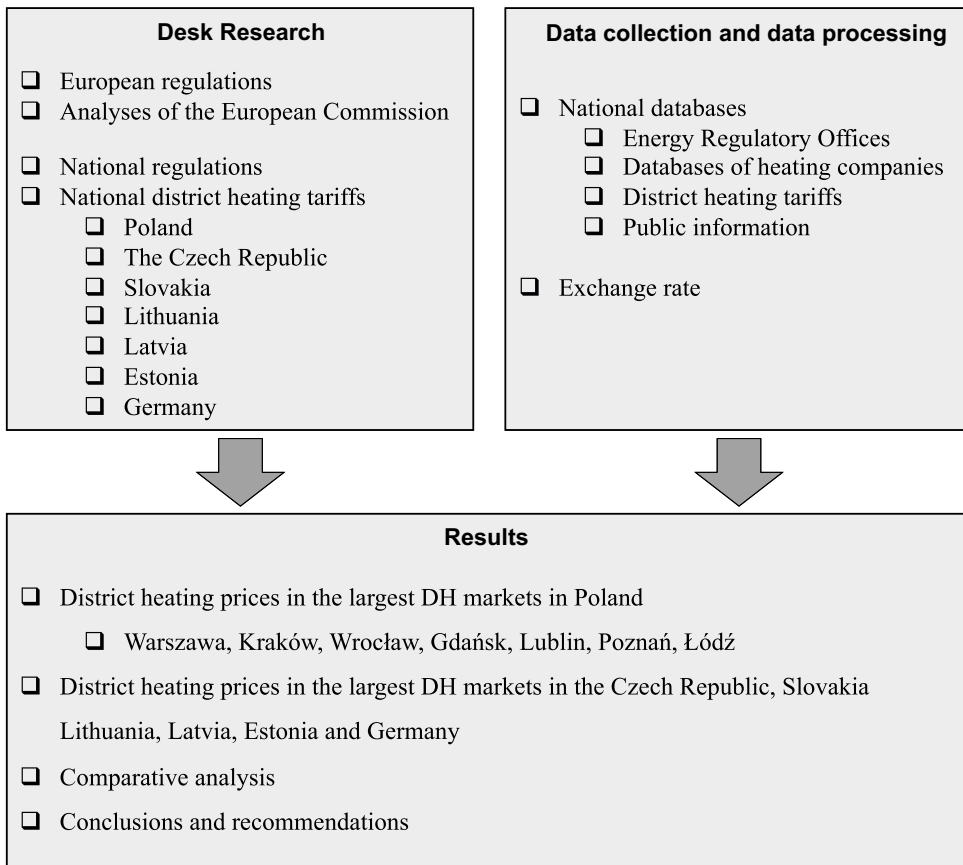 Desk Research
European regulations
Analyses of the European Commission
National regulations
National district heating tariffs
Poland
The Czech Republic
Slovakia
Lithuania
Latvia
Estonia
Germany
Data collection and data processing
National databases
Energy Regulatory Offices
Databases of heating companies
District heating tariffs
Public information
Exchange rate
Results
District heating prices in the largest DH markets in Poland
Warszawa, Kraków, Wrocław, Gdańsk, Lublin, Poznań, Łódź
District heating prices in the largest DH markets in the Czech Republic, Slovakia
Lithuania, Latvia, Estonia and Germany
Comparative analysis
Conclusions and recommendations